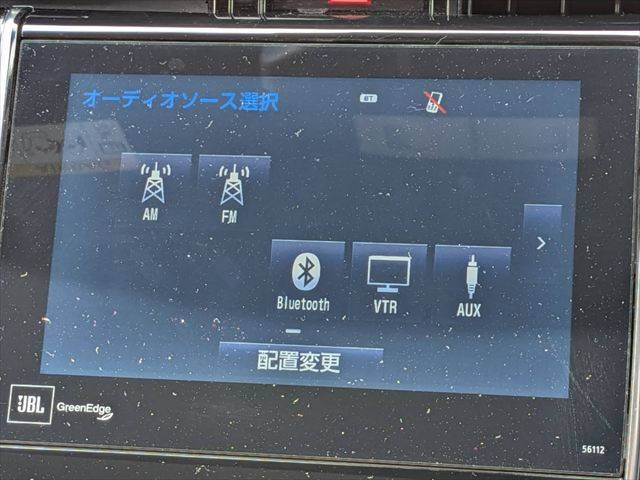 オーディオソース選択
BT
AM
FM
Bluetooth
VTR
AUX
配置変更
JBL
GreenEdge
56112